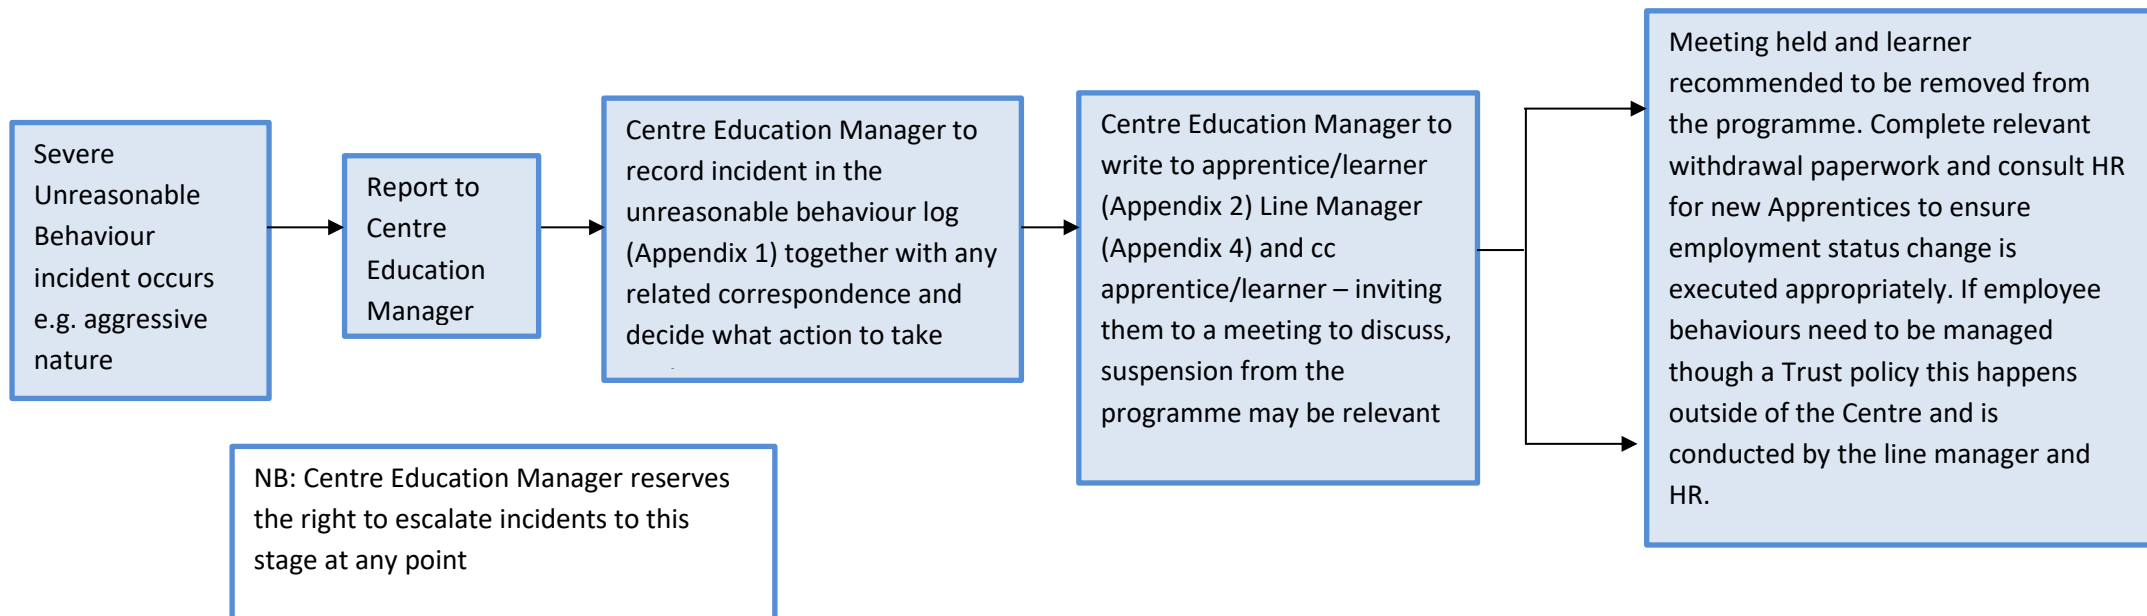 Severe
Unreasonable
Behaviour
incident occurs
e.g. aggressive
nature
Report to
Centre
Education
Manager
Centre Education Manager to
record incident in the
unreasonable behaviour log
(Appendix 1) together with any
related correspondence and
decide what action to take
Centre Education Manager to
write to apprentice/learner
(Appendix 2) Line Manager
(Appendix 4) and cc
apprentice/learner – inviting
them to a meeting to discuss,
suspension from the
programme may be relevant
Meeting held and learner
recommended to be removed from
the programme. Complete relevant
withdrawal paperwork and consult HR
for new Apprentices to ensure
employment status change is
executed appropriately. If employee
behaviours need to be managed
though a Trust policy this happens
outside of the Centre and is
conducted by the line manager and
HR.
NB: Centre Education Manager reserves
the right to escalate incidents to this
stage at any point